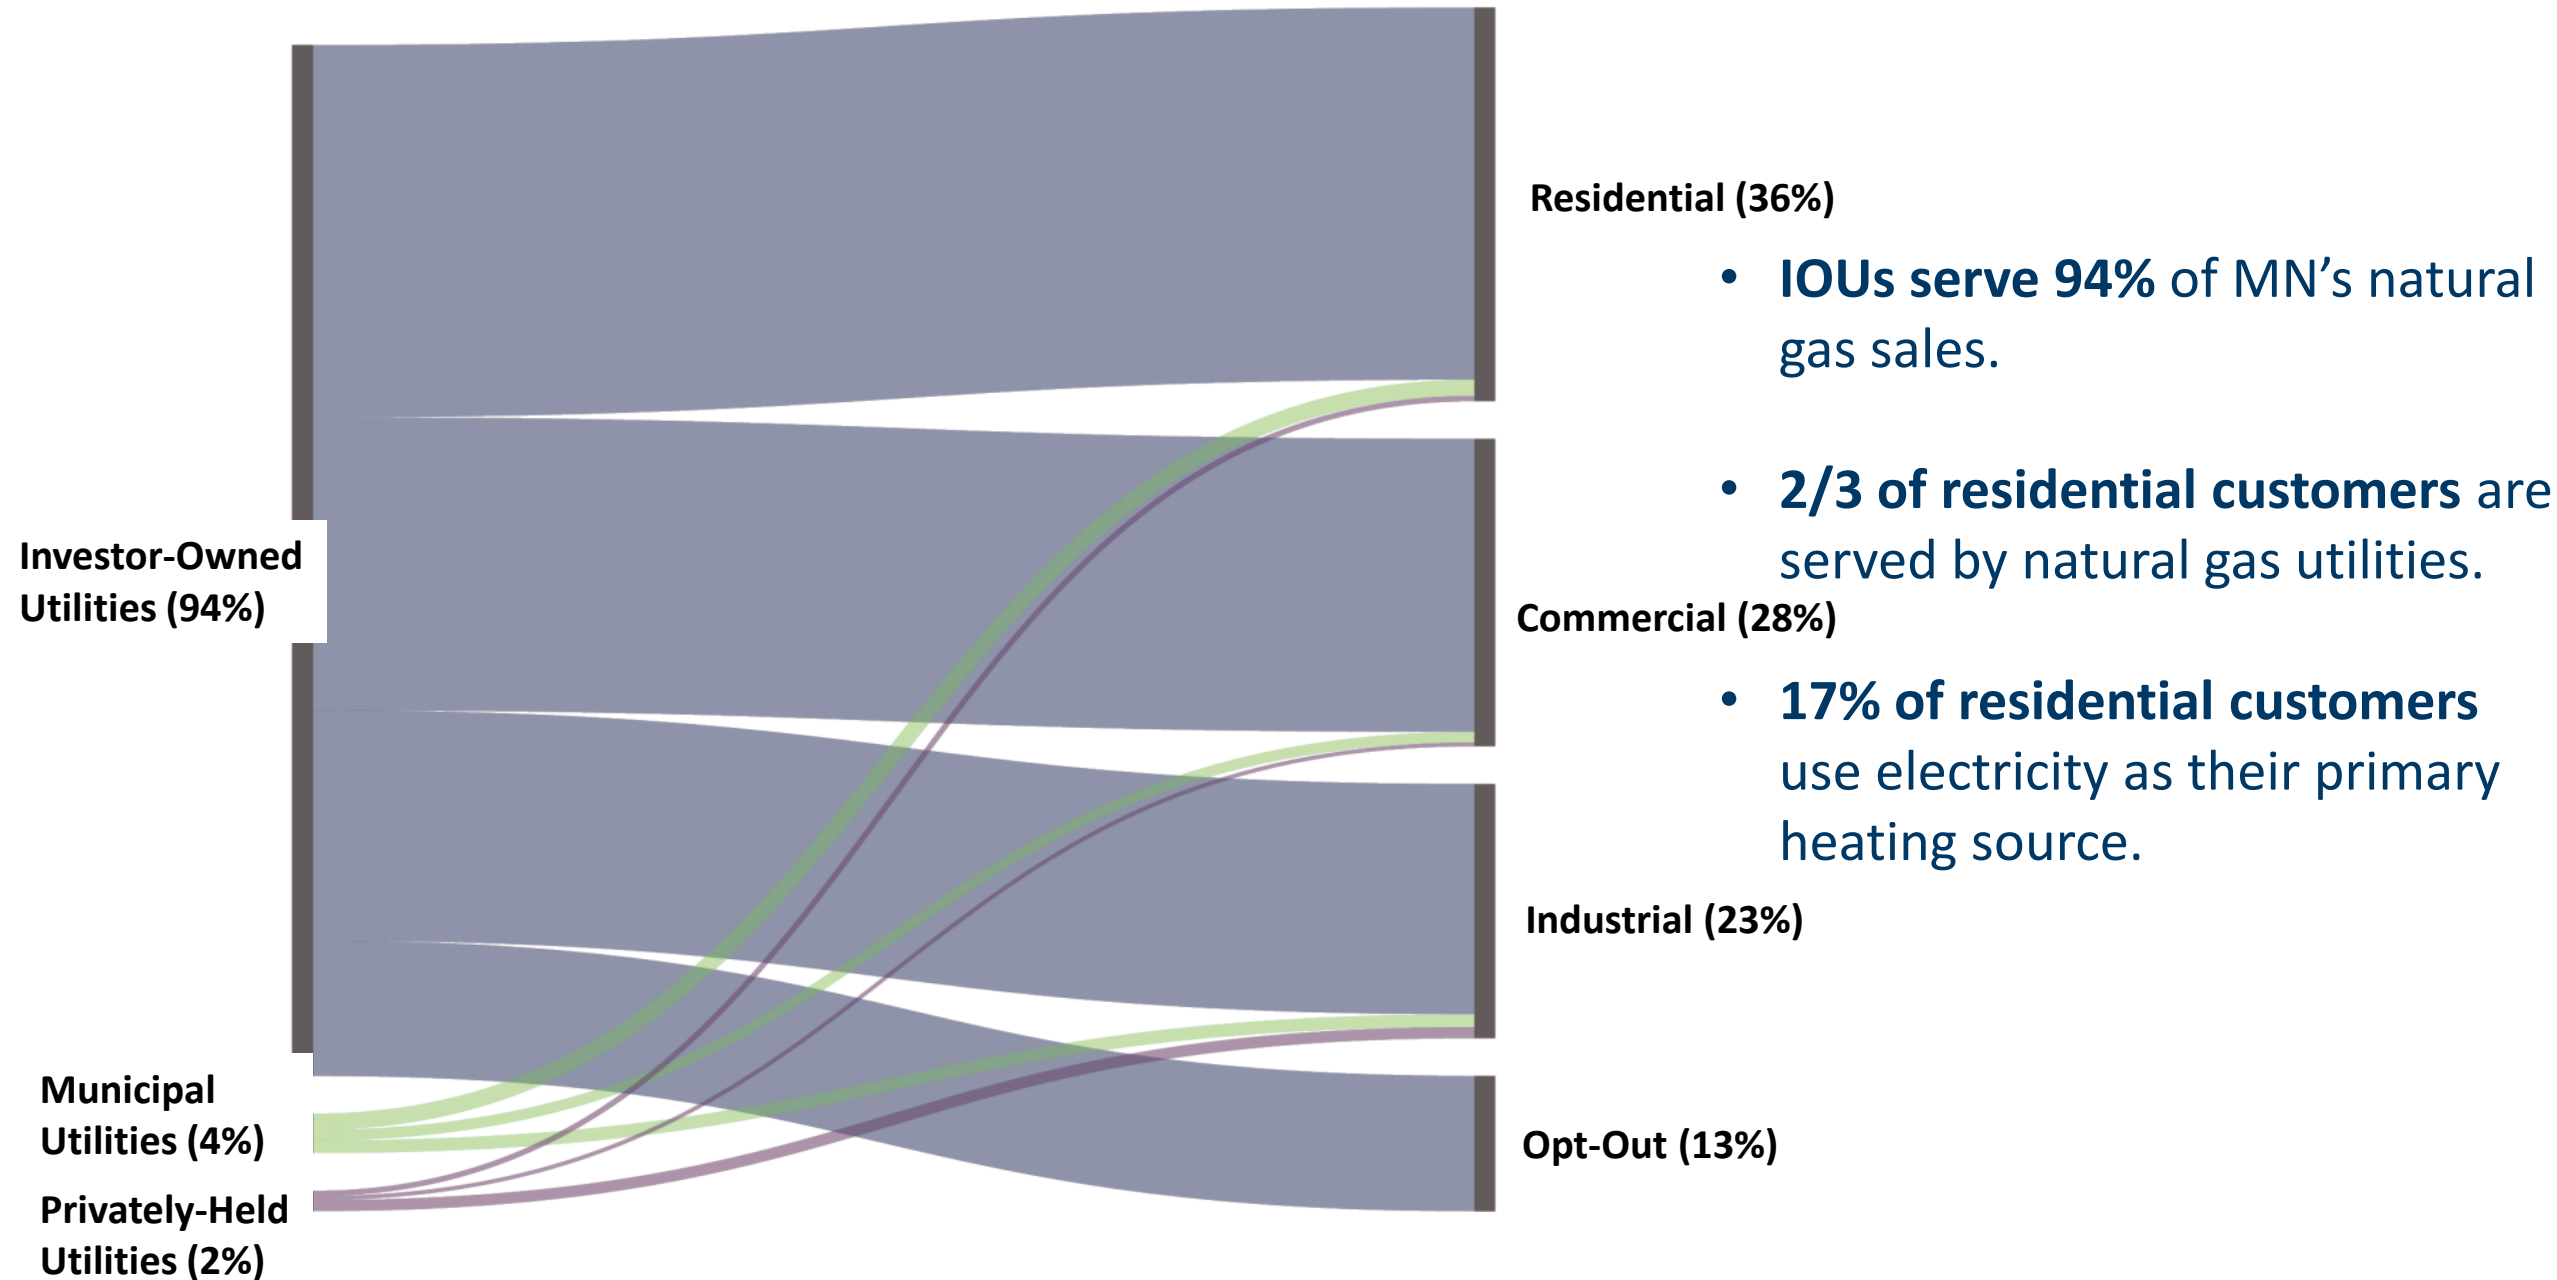 Investor-Owned
Utilities (94%)
Municipal
Utilities (4%)
Privately-Held
Utilities (2%)
Residential (36%)
Commercial (28%)
Industrial (23%)
Opt-Out (13%)
• IOUs serve 94% of MN’s natural
gas sales.
• 2/3 of residential customers are
served by natural gas utilities.
• 17% of residential customers
use electricity as their primary
heating source.